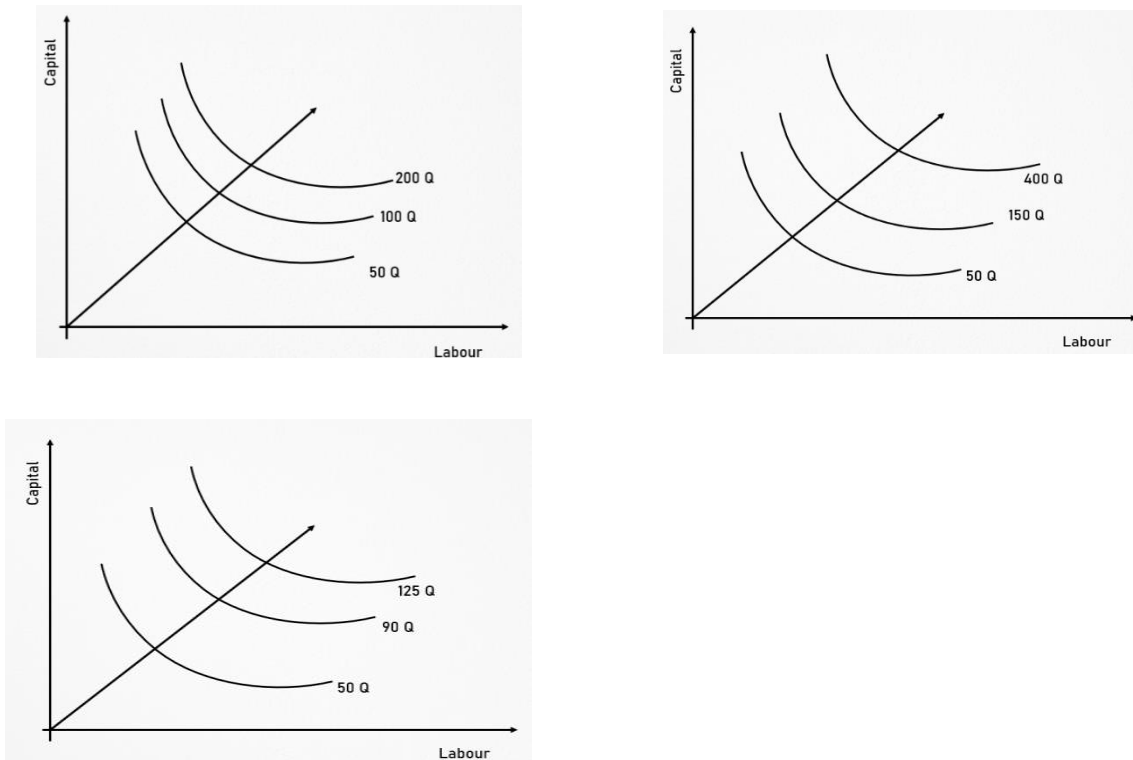 Capital
200 Q
100 Q
50 Q
Labour
Capital
400 Q
150 Q
50 Q
Labour
Capital
125 Q
90 Q
50 Q
Labour